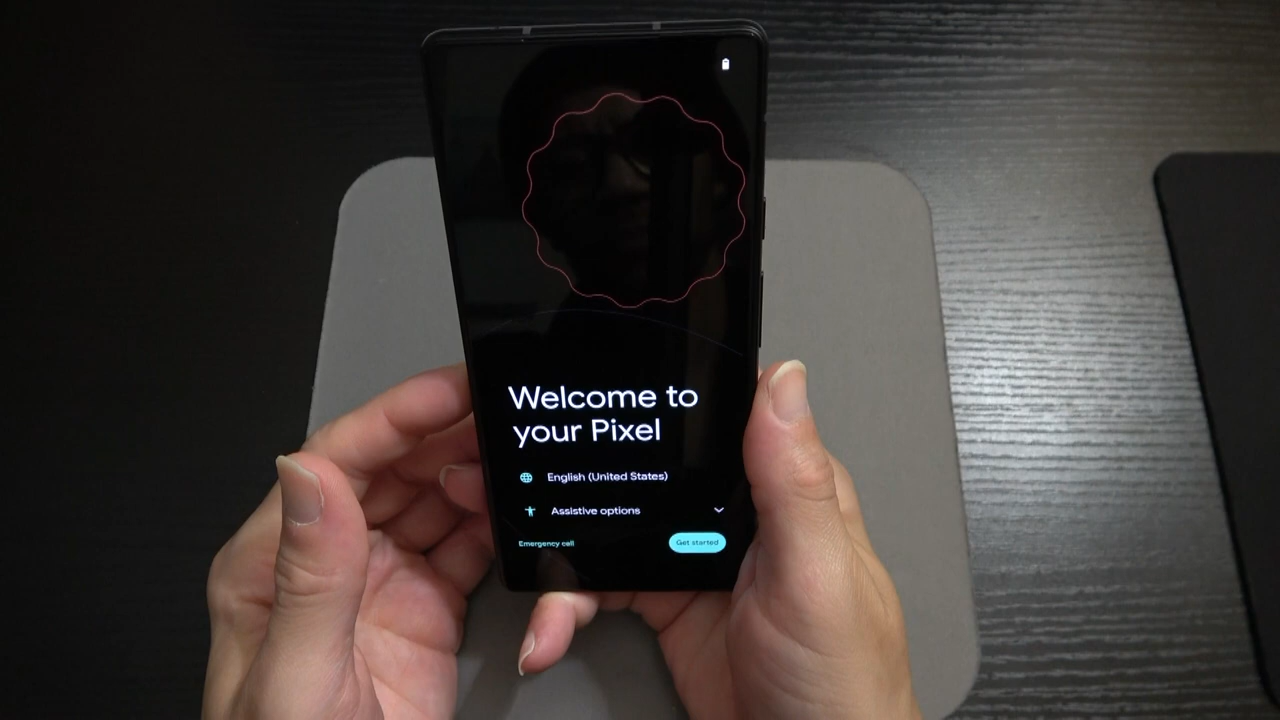 Welcome to
your Pixel
English (United States)
Assistive options
Emergency call
Get started